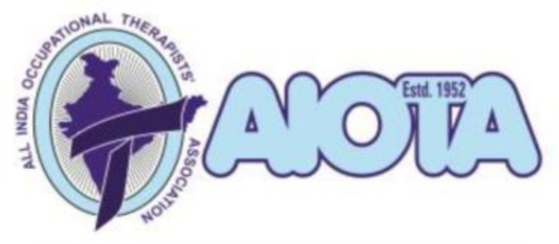 ALL INDIA OCCUPATIONAL THERAPISTS' ASSOCIATION
AIOTA
Estd. 1952